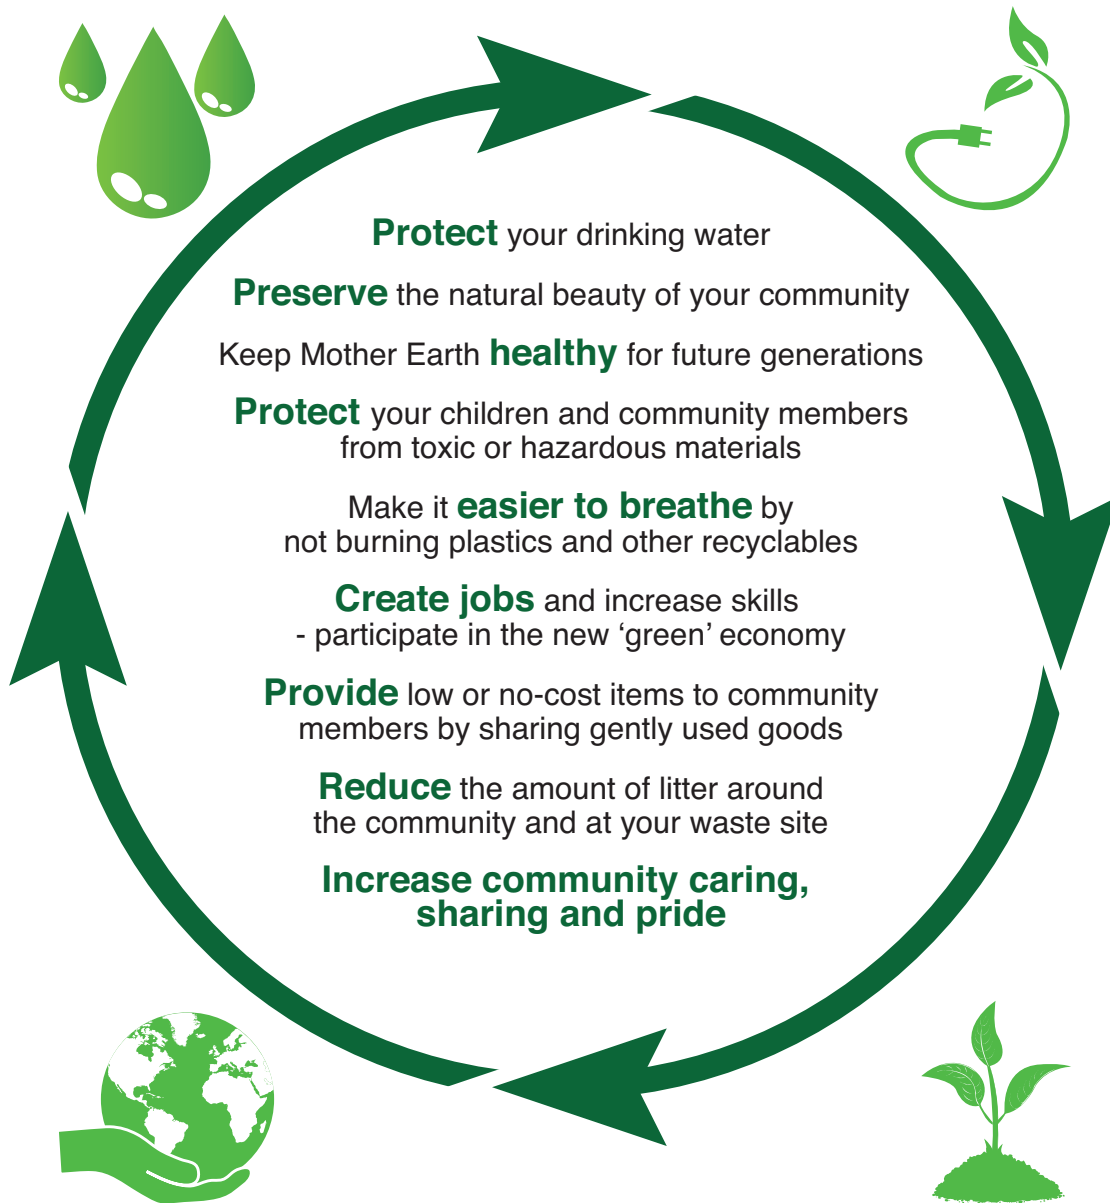 Protect your drinking water
Preserve the natural beauty of your community
Keep Mother Earth healthy for future generations
Protect your children and community members
from toxic or hazardous materials
Make it easier to breathe by
not burning plastics and other recyclables
Create jobs and increase skills
- participate in the new ‘green’ economy
Provide low or no-cost items to community
members by sharing gently used goods
Reduce the amount of litter around
the community and at your waste site
Increase community caring,
sharing and pride